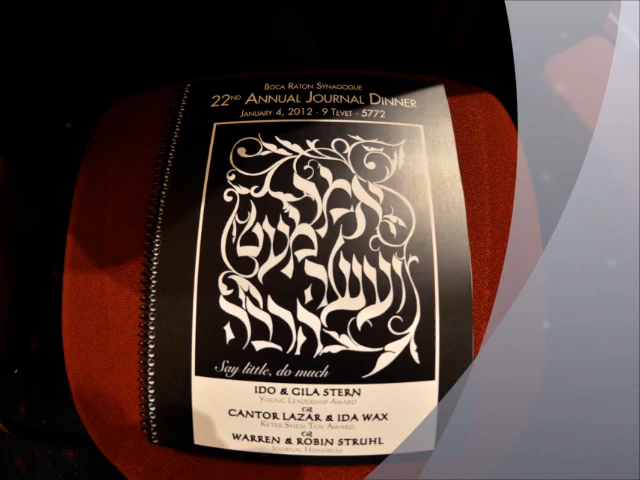 Boca Raton Synagogue
22ND Annual Journal Dinner
January 4, 2012 · 9 Tevet · 5772
אמור
מעט
ועשה
הרבה
Say little, do much
Ido & Gila Stern
Young Leadership Award
Cantor Lazar & Ida Wax
Keter Shem Tov Award
Warren & Robin Struhl
Journal Honorees